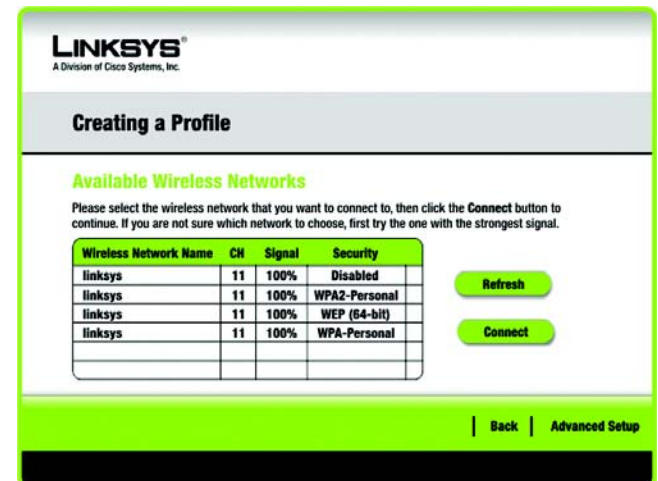 LINKSYS®
A Division of Cisco Systems, Inc.
Creating a Profile
Available Wireless Networks
Please select the wireless network that you want to connect to, then click the Connect button to
continue. If you are not sure which network to choose, first try the one with the strongest signal.
Wireless Network Name CH Signal Security
linksys 11 100% Disabled
linksys 11 100% WPA2-Personal
linksys 11 100% WEP (64-bit)
linksys 11 100% WPA-Personal
Refresh
Connect
Back Advanced Setup